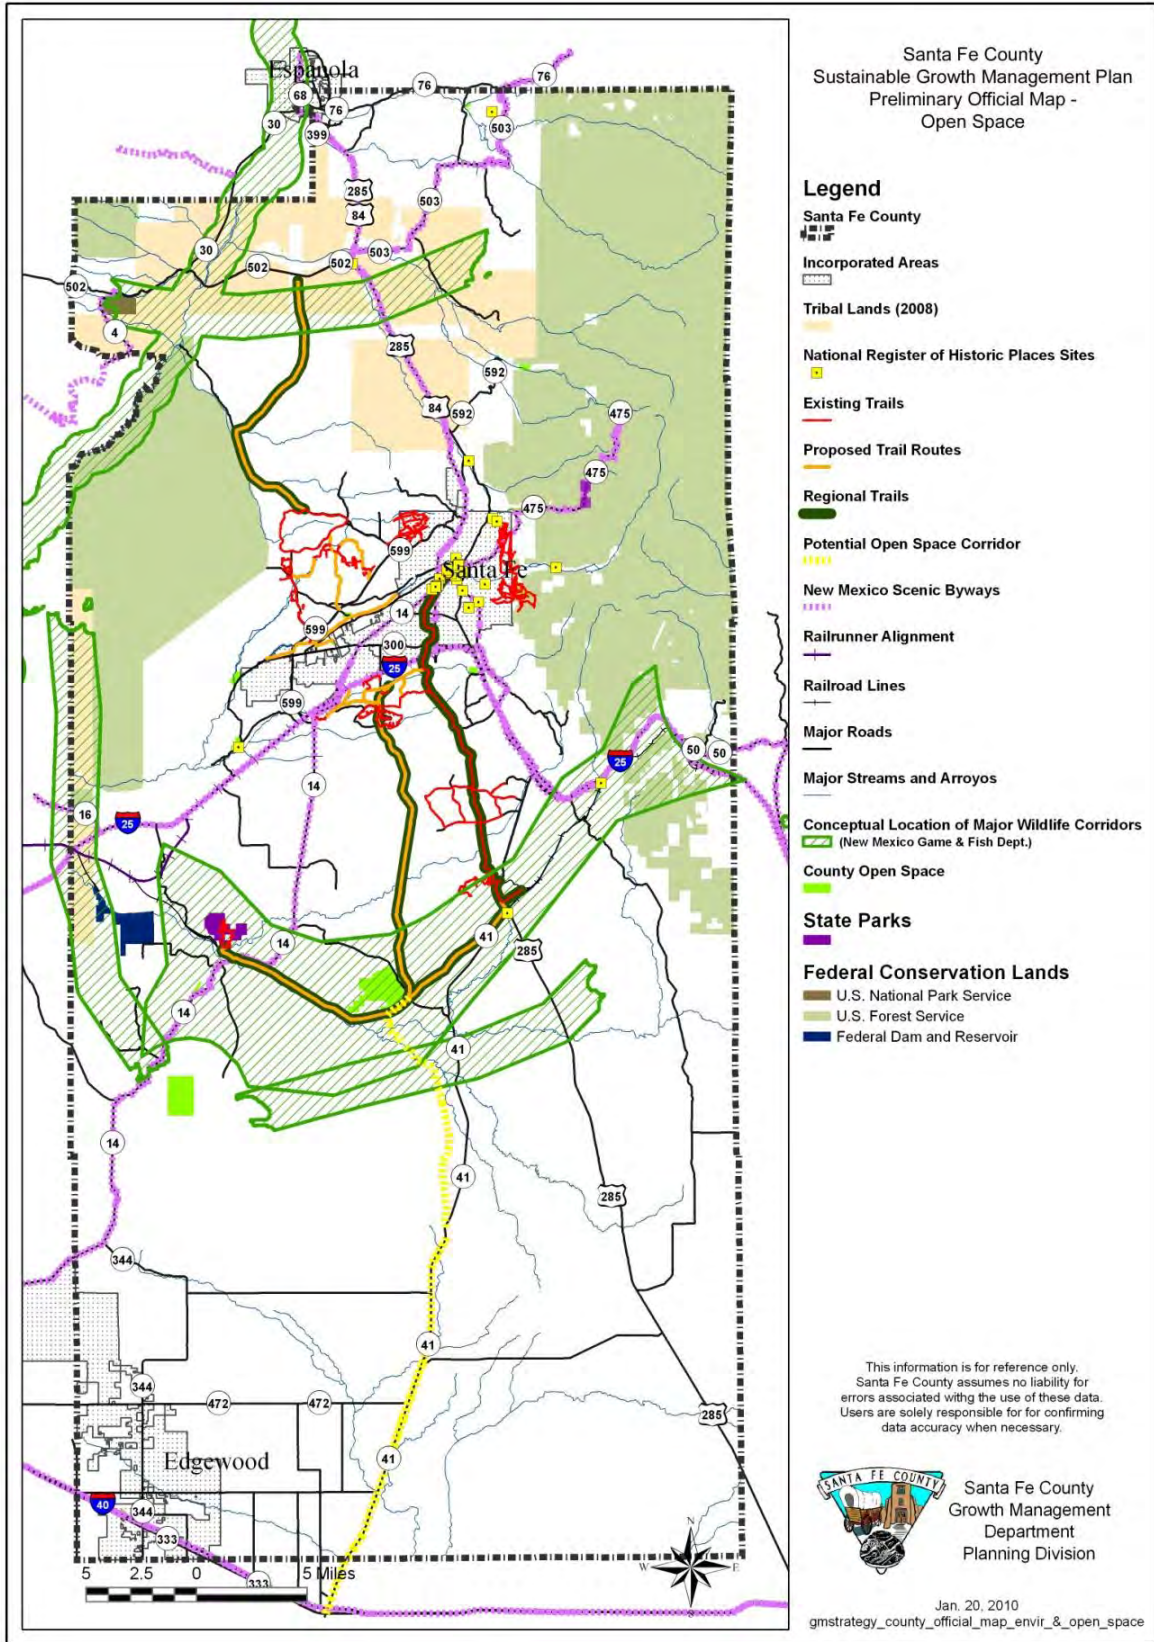 Santa Fe County
Sustainable Growth Management Plan
Preliminary Official Map -
Open Space
Legend
Santa Fe County
Incorporated Areas
Tribal Lands (2008)
National Register of Historic Places Sites
Existing Trails
Proposed Trail Routes
Regional Trails
Potential Open Space Corridor
New Mexico Scenic Byways
Railrunner Alignment
Railroad Lines
Major Roads
Major Streams and Arroyos
Conceptual Location of Major Wildlife Corridors
(New Mexico Game & Fish Dept.)
County Open Space
State Parks
Federal Conservation Lands
U.S. National Park Service
U.S. Forest Service
Federal Dam and Reservoir
Espanola
76
68
76
76
30
399
503
285
503
84
30
503
502
502
502
4
285
592
84
592
475
475
475
599
Santa Fe
14
599
300
25
599
50
50
25
14
16
25
14
41
285
14
41
14
41
285
344
41
344
472
472
285
41
Edgewood
40
344
333
333
N
W
E
S
5
2.5
0
5 Miles
This information is for reference only.
Santa Fe County assumes no liability for
errors associated withg the use of these data.
Users are solely responsible for for confirming
data accuracy when necessary.
SANTA FE COUNTY
Santa Fe County
Growth Management
Department
Planning Division
Jan. 20, 2010
gmstrategy_county_official_map_envir_&_open_space